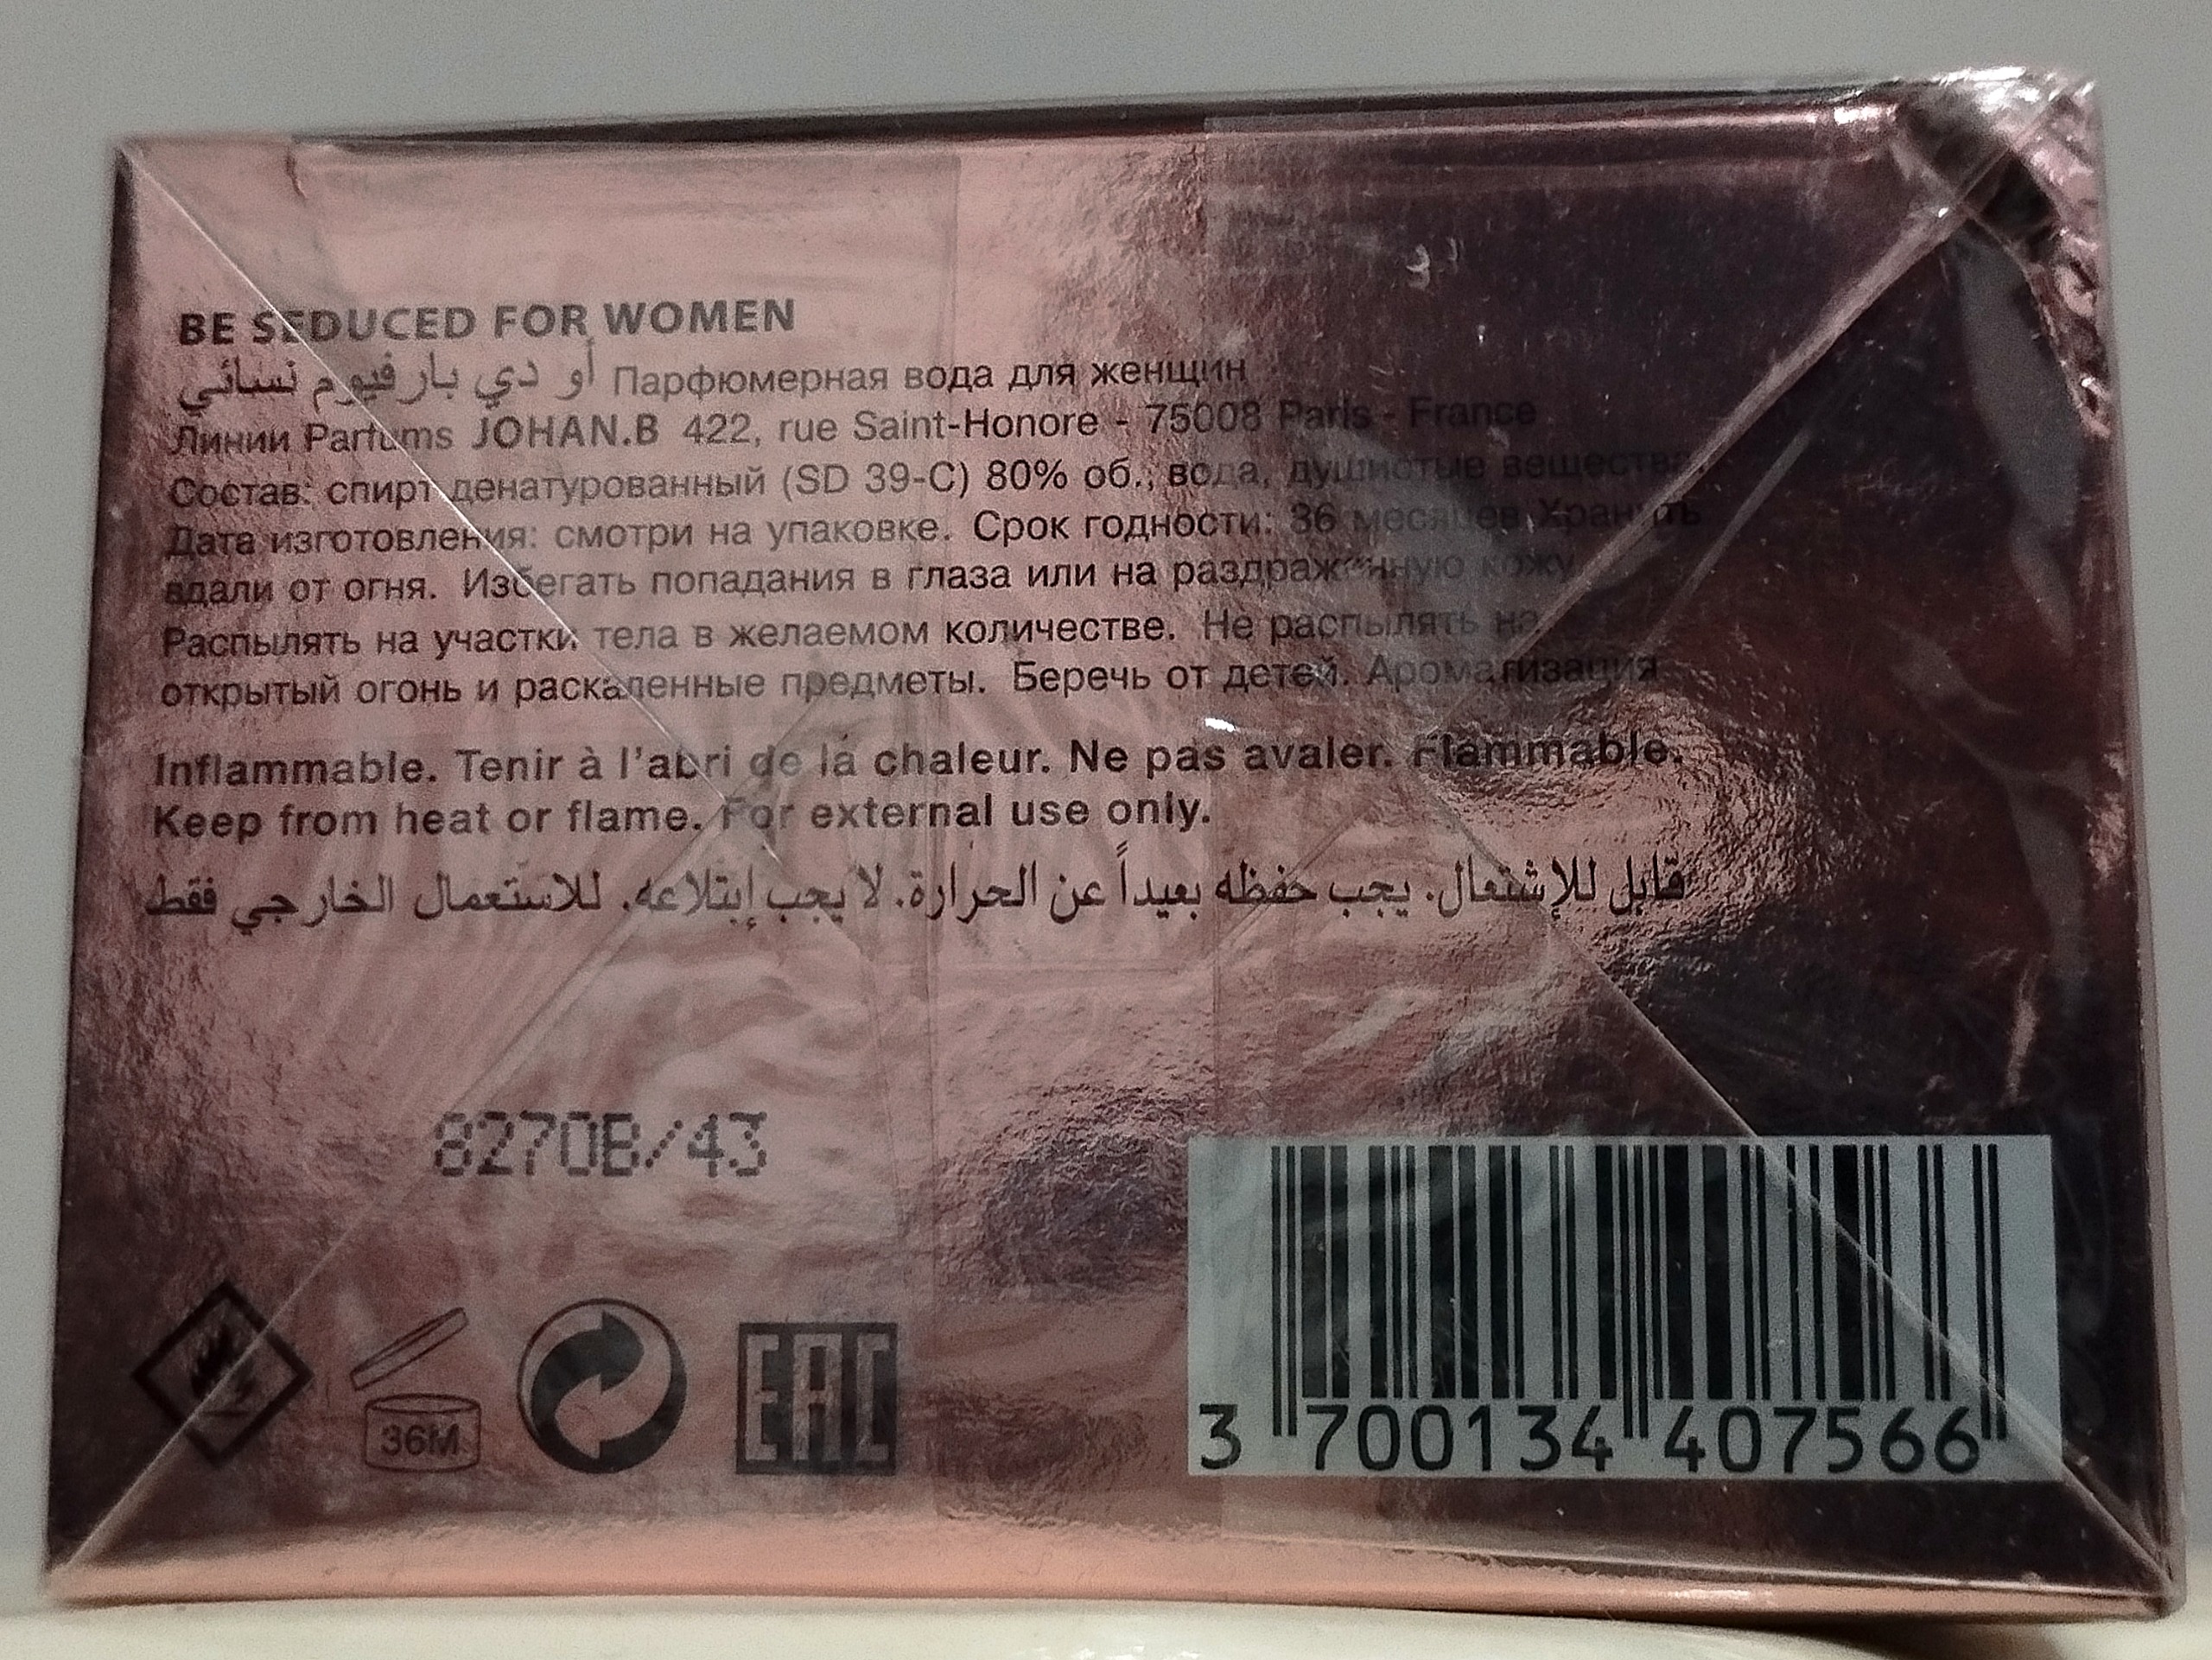 BE SEDUCED FOR WOMEN
أو دي بارفيوم نسائي Парфюмерная вода для женщин
Линии Parfums JOHAN.B 422, rue Saint-Honore - 75008 Paris - France
Состав: спирт денатурованный (SD 39-C) 80% об., вода, душистые вещества.
Дата изготовления: смотри на упаковке. Срок годности: 36 месяцев Хранить
вдали от огня. Избегать попадания в глаза или на раздраженную кожу
Распылять на участки тела в желаемом количестве. Не распылять на
открытый огонь и раскаленные предметы. Беречь от детей. Ароматизация
Inflammable. Tenir à l'abri de la chaleur. Ne pas avaler. Flammable.
Keep from heat or flame. For external use only.
قابل للإشتعال. يجب حفظه بعيداً عن الحرارة. لا يجب إبتلاعه. للاستعمال الخارجي فقط
8270B/43
36M
EAC
3 700134 407566